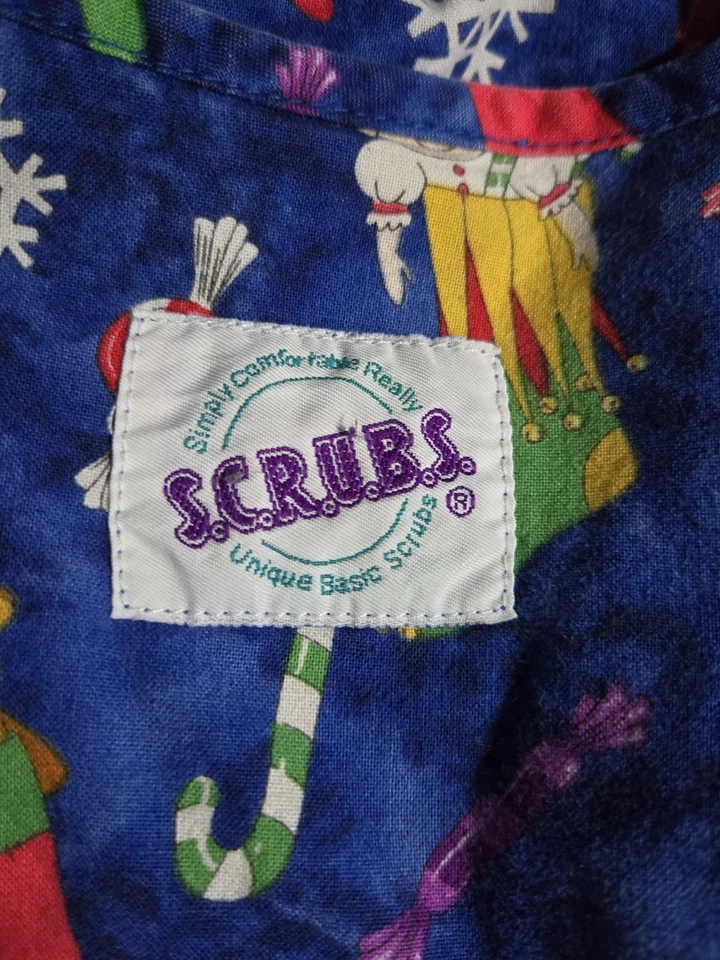 Simply Comfortable Really
S.C.R.U.B.S.®
Unique Basic Scrubs